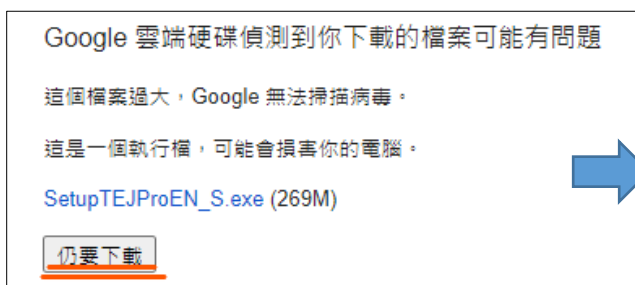 Google 雲端硬碟偵測到你下載的檔案可能有問題
這個檔案過大，Google 無法掃描病毒。
這是一個執行檔，可能會損害你的電腦。
SetupTEJProEN_S.exe (269M)
仍要下載